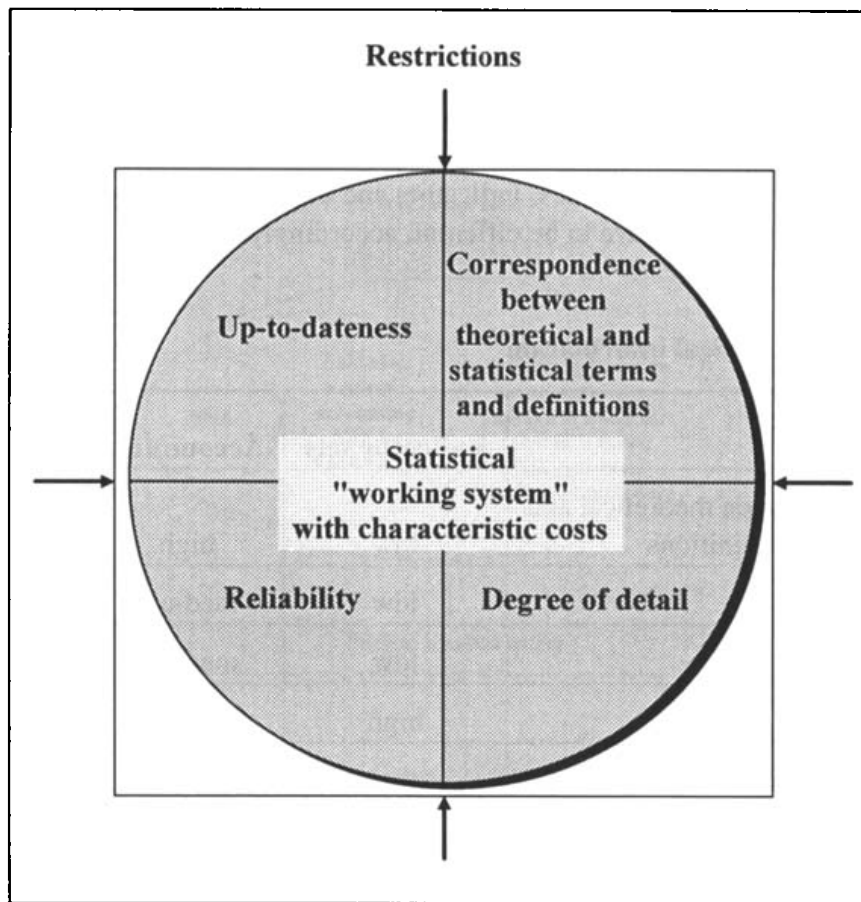 Restrictions
Up-to-dateness
Correspondence
between
theoretical and
statistical terms
and definitions
Statistical
"working system"
with characteristic costs
Reliability
Degree of detail